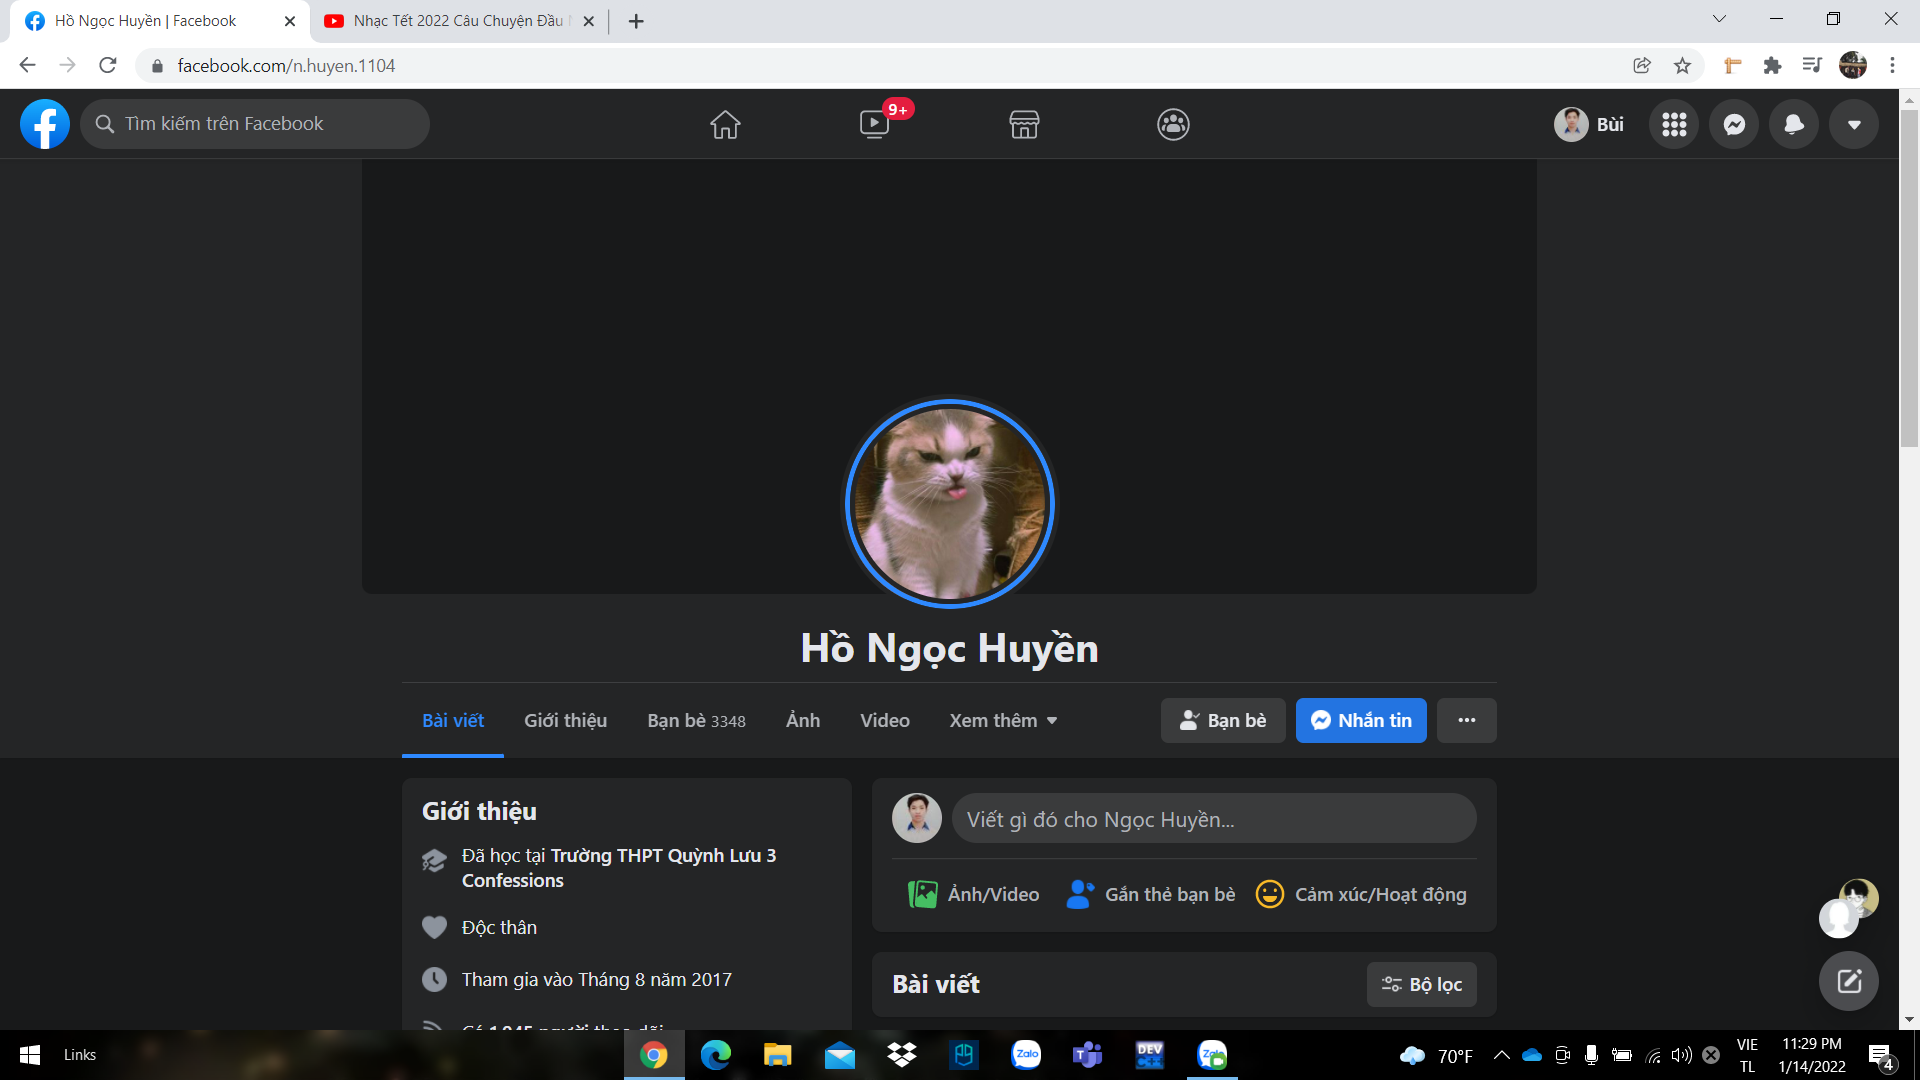 Hồ Ngọc Huyền | Facebook
Nhạc Tết 2022 Câu Chuyện Đầu
facebook.com/n.huyen.1104
Tìm kiếm trên Facebook
9+
Bùi
Hồ Ngọc Huyền
Bài viết
Giới thiệu
Bạn bè 3348
Ảnh
Video
Xem thêm
Bạn bè
Nhắn tin
Giới thiệu
Đã học tại Trường THPT Quỳnh Lưu 3
Confessions
Độc thân
Tham gia vào Tháng 8 năm 2017
Viết gì đó cho Ngọc Huyền...
Ảnh/Video
Gắn thẻ bạn bè
Cảm xúc/Hoạt động
Bài viết
Bộ lọc
Links
Zalo
DEV
70°F
VIE
TL
11:29 PM
1/14/2022
4